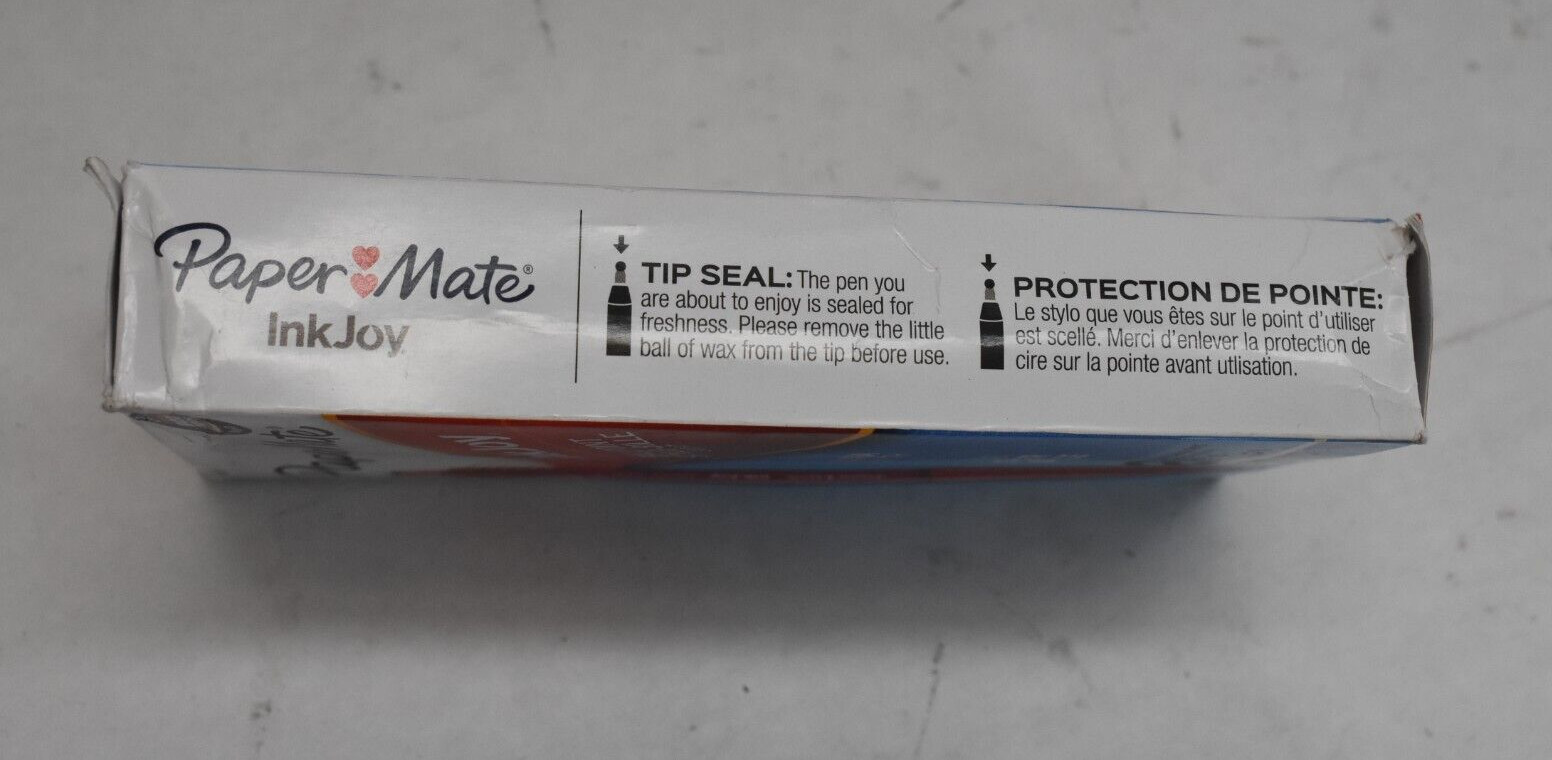 Paper Mate®
InkJoy
TIP SEAL: The pen you
are about to enjoy is sealed for
freshness. Please remove the little
ball of wax from the tip before use.
PROTECTION DE POINTE:
Le stylo que vous êtes sur le point d'utiliser
est scellé. Merci d'enlever la protection de
cire sur la pointe avant utlisation.